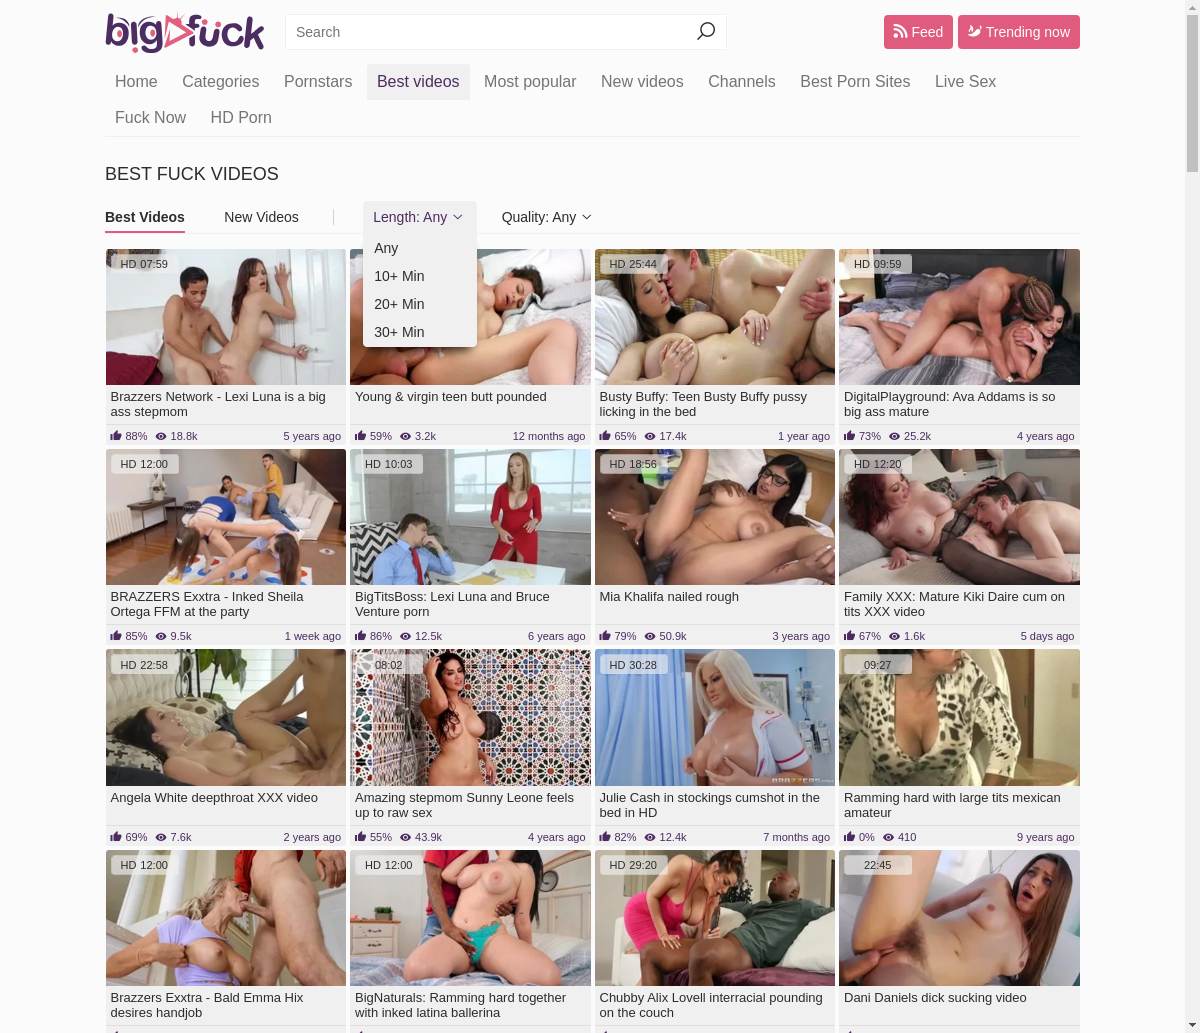 bigfuck
Search
Feed
Trending now
Home Categories Pornstars Best videos Most popular New videos Channels Best Porn Sites Live Sex
Fuck Now HD Porn
BEST FUCK VIDEOS
Best Videos New Videos Length: Any Quality: Any
Any
10+ Min
20+ Min
30+ Min
HD 07:59
HD 25:44
HD 09:59
Brazzers Network - Lexi Luna is a big
ass stepmom
88% 18.8k 5 years ago
Young & virgin teen butt pounded
59% 3.2k 12 months ago
Busty Buffy: Teen Busty Buffy pussy
licking in the bed
65% 17.4k 1 year ago
DigitalPlayground: Ava Addams is so
big ass mature
73% 25.2k 4 years ago
HD 12:00
HD 10:03
HD 18:56
HD 12:20
BRAZZERS Exxtra - Inked Sheila
Ortega FFM at the party
85% 9.5k 1 week ago
BigTitsBoss: Lexi Luna and Bruce
Venture porn
86% 12.5k 6 years ago
Mia Khalifa nailed rough
79% 50.9k 3 years ago
Family XXX: Mature Kiki Daire cum on
tits XXX video
67% 1.6k 5 days ago
HD 22:58
08:02
HD 30:28
09:27
BRAZZERS
Angela White deepthroat XXX video
69% 7.6k 2 years ago
Amazing stepmom Sunny Leone feels
up to raw sex
55% 43.9k 4 years ago
Julie Cash in stockings cumshot in the
bed in HD
82% 12.4k 7 months ago
Ramming hard with large tits mexican
amateur
0% 410 9 years ago
HD 12:00
HD 12:00
HD 29:20
22:45
Brazzers Exxtra - Bald Emma Hix
desires handjob
BigNaturals: Ramming hard together
with inked latina ballerina
Chubby Alix Lovell interracial pounding
on the couch
Dani Daniels dick sucking video